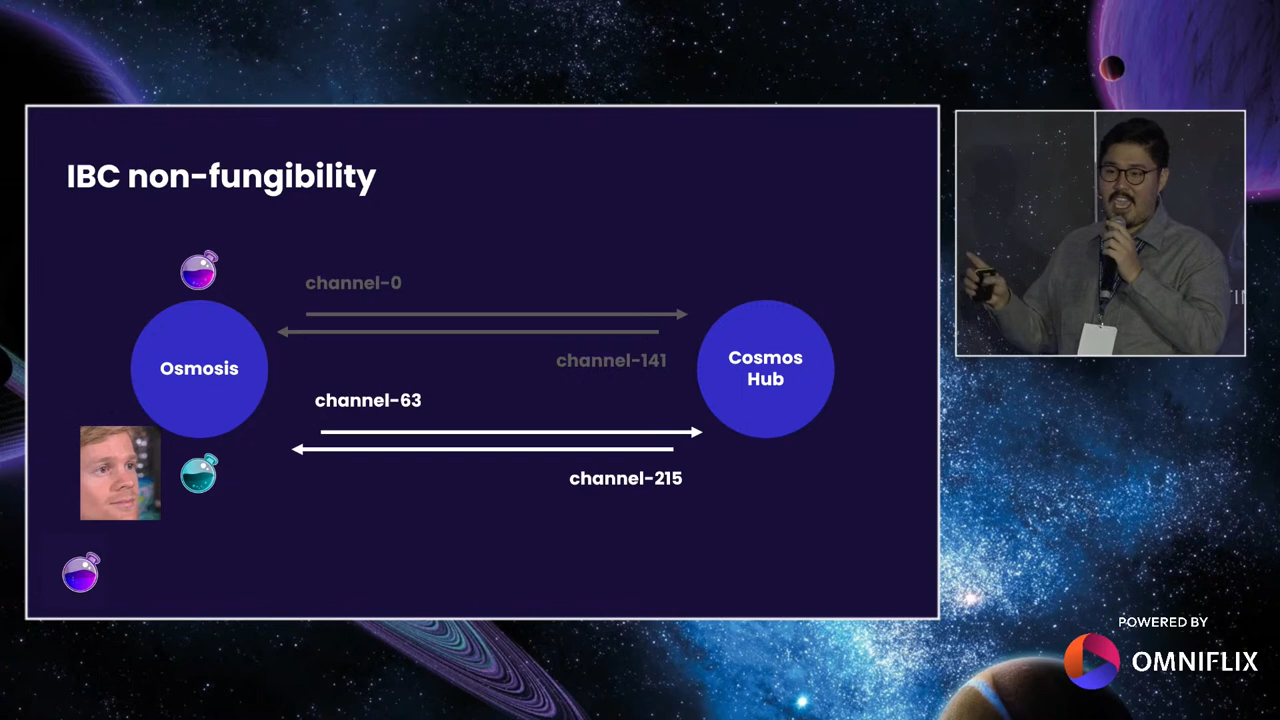 IBC non-fungibility
channel-0
channel-141
Osmosis
Cosmos
Hub
channel-63
channel-215
POWERED BY
OMNIFLIX